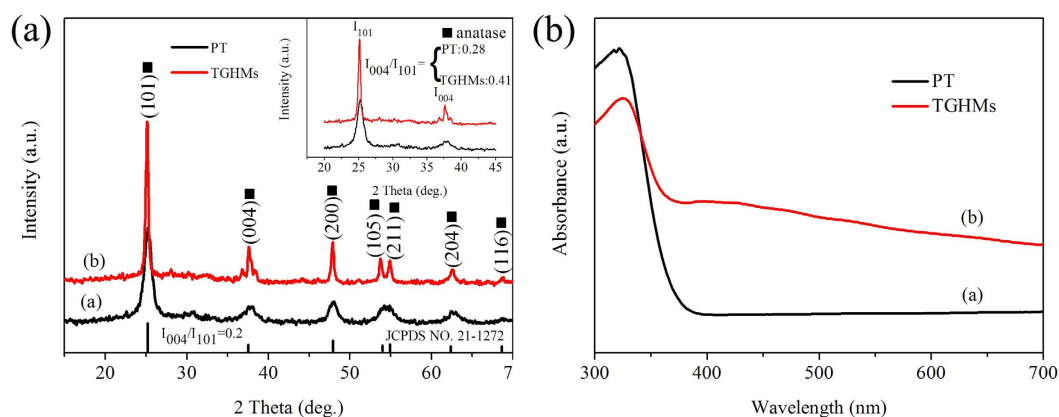 (a)
PT
TGHMs
(101)
(004)
(200)
(105)
(211)
(204)
(116)
(b)
(a)
I004/I101=0.2
JCPDS NO. 21-1272
20
30
40
50
60
7
2 Theta (deg.)
Intensity (a.u.)
I101
anatase
I004/I101=
PT:0.28
TGHMs:0.41
I004
20
25
30
35
40
45
2 Theta (deg.)
Intensity (a.u.)
(b)
PT
TGHMs
(b)
(a)
300
400
500
600
700
Wavelength (nm)
Absorbance (a.u.)